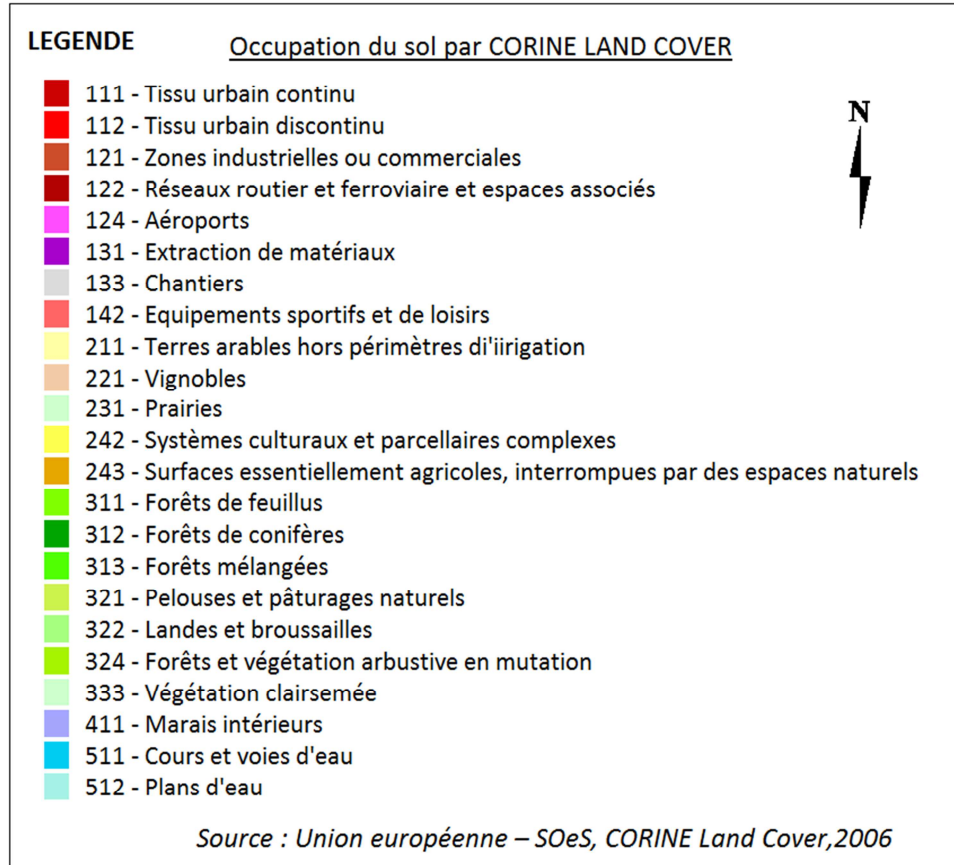 LEGENDE
Occupation du sol par CORINE LAND COVER
N
111 - Tissu urbain continu
112 - Tissu urbain discontinu
121 - Zones industrielles ou commerciales
122 - Réseaux routier et ferroviaire et espaces associés
124 - Aéroports
131 - Extraction de matériaux
133 - Chantiers
142 - Equipements sportifs et de loisirs
211 - Terres arables hors périmètres di'iirigation
221 - Vignobles
231 - Prairies
242 - Systèmes culturaux et parcellaires complexes
243 - Surfaces essentiellement agricoles, interrompues par des espaces naturels
311 - Forêts de feuillus
312 - Forêts de conifères
313 - Forêts mélangées
321 - Pelouses et pâturages naturels
322 - Landes et broussailles
324 - Forêts et végétation arbustive en mutation
333 - Végétation clairsemée
411 - Marais intérieurs
511 - Cours et voies d'eau
512 - Plans d'eau
Source : Union européenne – SOeS, CORINE Land Cover,2006